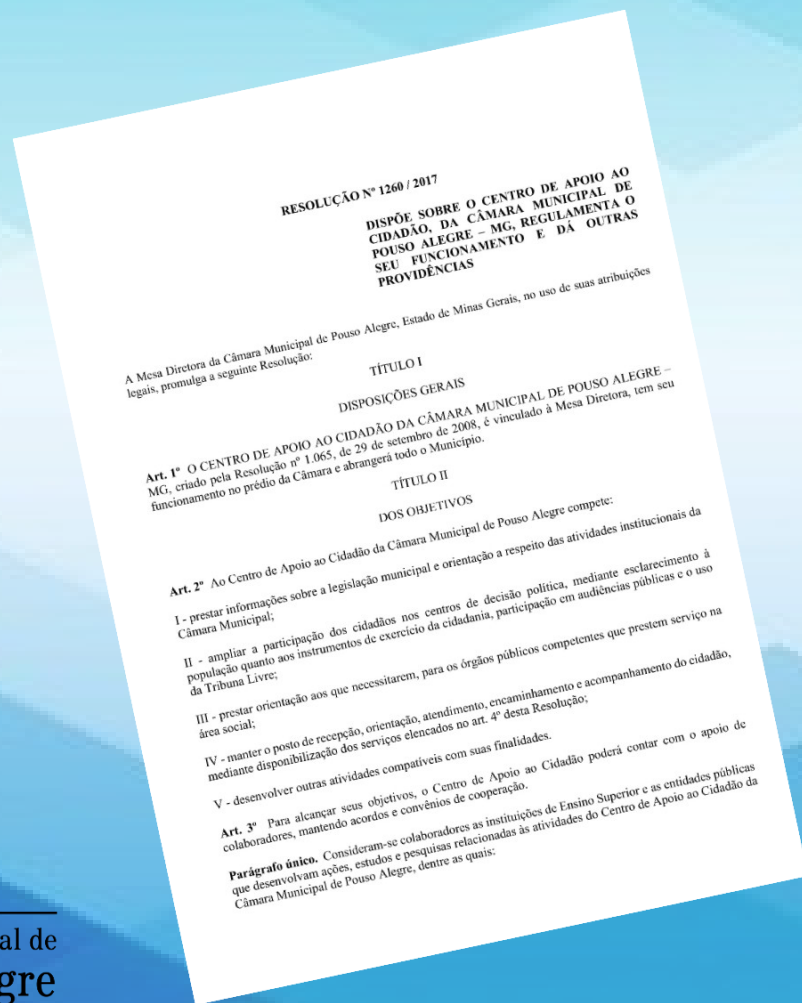 RESOLUÇÃO Nº 1260 / 2017
DISPÕE SOBRE O CENTRO DE APOIO AO
CIDADÃO, DA CÂMARA MUNICIPAL DE
POUSO ALEGRE – MG, REGULAMENTA O
SEU FUNCIONAMENTO E DÁ OUTRAS
PROVIDÊNCIAS
A Mesa Diretora da Câmara Municipal de Pouso Alegre, Estado de Minas Gerais, no uso de suas atribuições
legais, promulga a seguinte Resolução:
TÍTULO I
DISPOSIÇÕES GERAIS
Art. 1º O CENTRO DE APOIO AO CIDADÃO DA CÂMARA MUNICIPAL DE POUSO ALEGRE –
MG, criado pela Resolução nº 1.065, de 29 de setembro de 2008, é vinculado à Mesa Diretora, tem seu
funcionamento no prédio da Câmara e abrangerá todo o Município.
TÍTULO II
DOS OBJETIVOS
Art. 2º Ao Centro de Apoio ao Cidadão da Câmara Municipal de Pouso Alegre compete:
I - prestar informações sobre a legislação municipal e orientação a respeito das atividades institucionais da
Câmara Municipal;
II - ampliar a participação dos cidadãos nos centros de decisão política, mediante esclarecimento à
população quanto aos instrumentos de exercício da cidadania, participação em audiências públicas e o uso
da Tribuna Livre;
III - prestar orientação aos que necessitarem, para os órgãos públicos competentes que prestem serviço na
área social;
IV - manter o posto de recepção, orientação, atendimento, encaminhamento e acompanhamento do cidadão,
mediante disponibilização dos serviços elencados no art. 4º desta Resolução;
V - desenvolver outras atividades compatíveis com suas finalidades.
Art. 3º Para alcançar seus objetivos, o Centro de Apoio ao Cidadão poderá contar com o apoio de
colaboradores, mantendo acordos e convênios de cooperação.
Parágrafo único. Consideram-se colaboradores as instituições de Ensino Superior e as entidades públicas
que desenvolvam ações, estudos e pesquisas relacionadas às atividades do Centro de Apoio ao Cidadão da
Câmara Municipal de Pouso Alegre, dentre as quais:
al de
gre